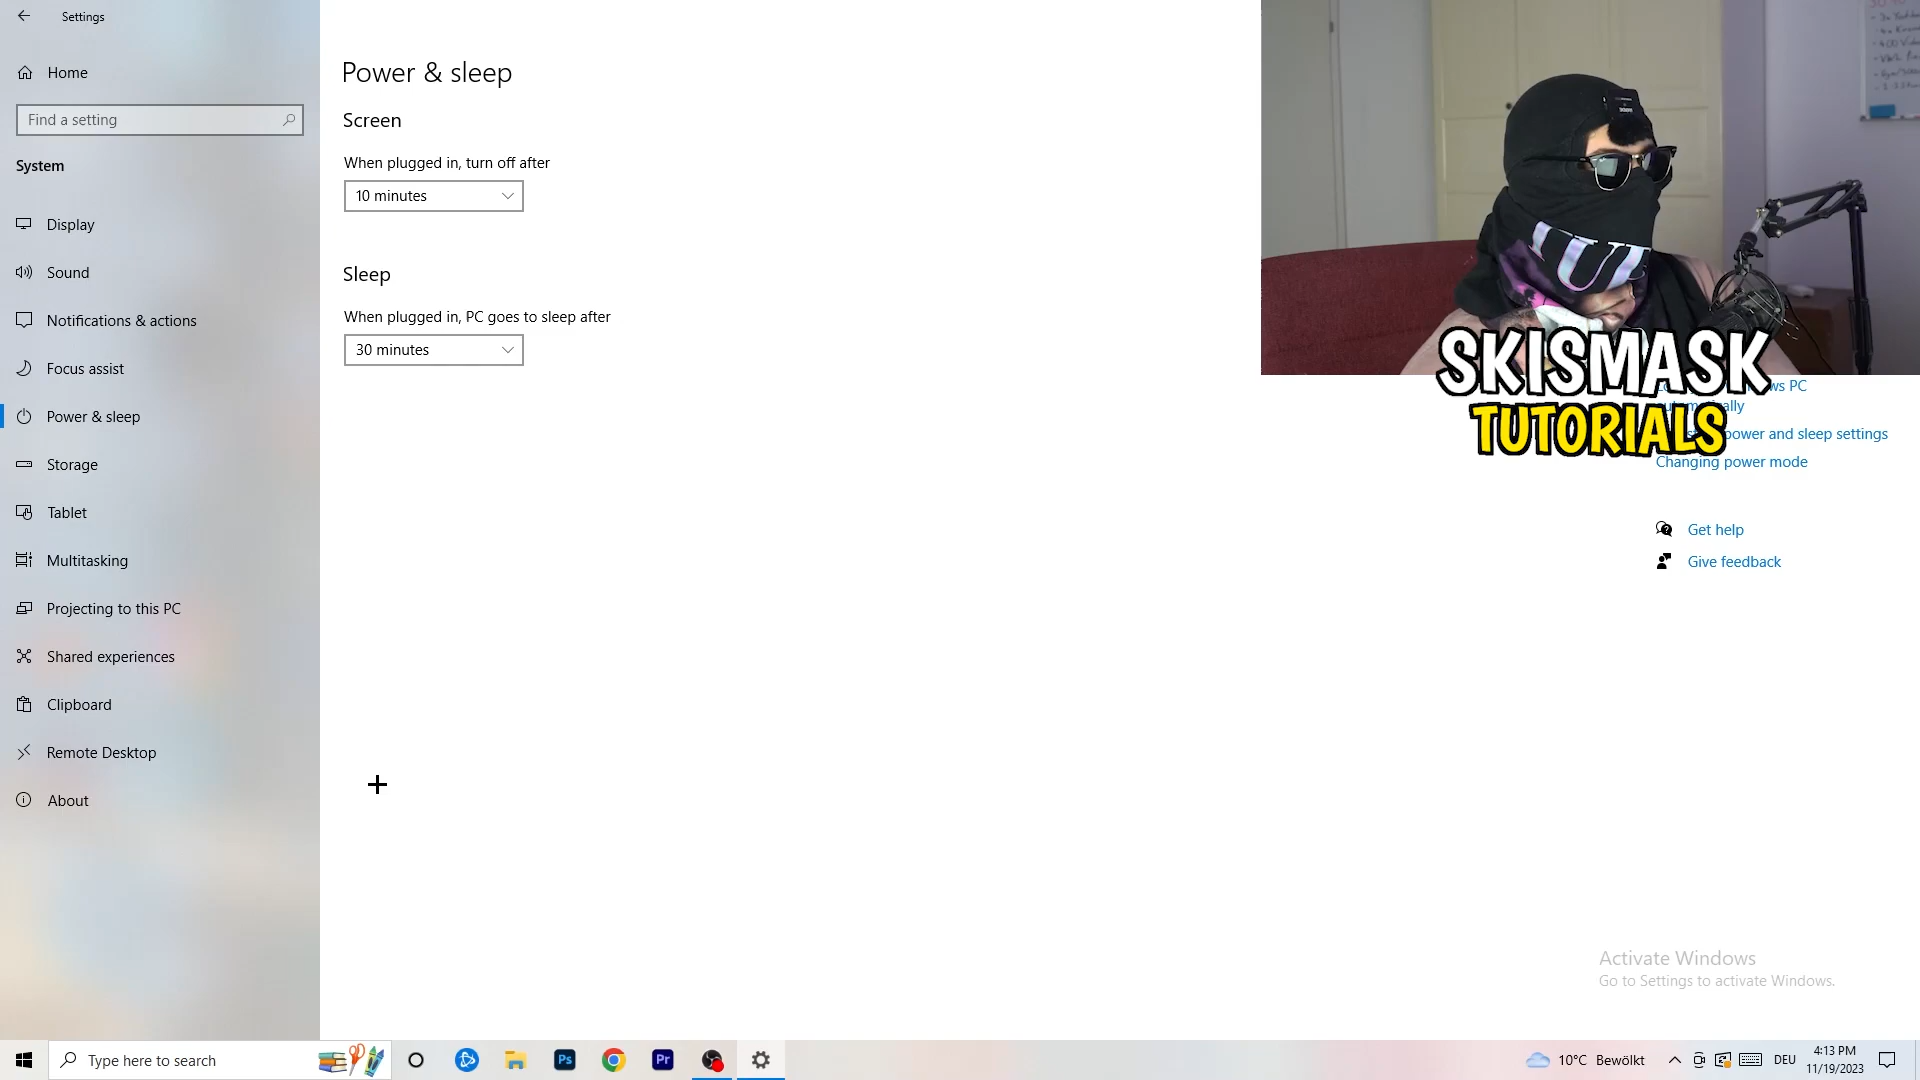 Settings
Home
Find a setting
System
Display
Sound
Notifications & actions
Focus assist
Power & sleep
Storage
Tablet
Multitasking
Projecting to this PC
Shared experiences
Clipboard
Remote Desktop
About
Power & sleep
Screen
When plugged in, turn off after
10 minutes
Sleep
When plugged in, PC goes to sleep after
30 minutes
SKISMASK
TUTORIALS
PC
power and sleep settings
Changing power mode
Get help
Give feedback
Activate Windows
Go to Settings to activate Windows.
Type here to search
Ps
Pr
10°C Bewölkt
DEU
4:13 PM
11/19/2023